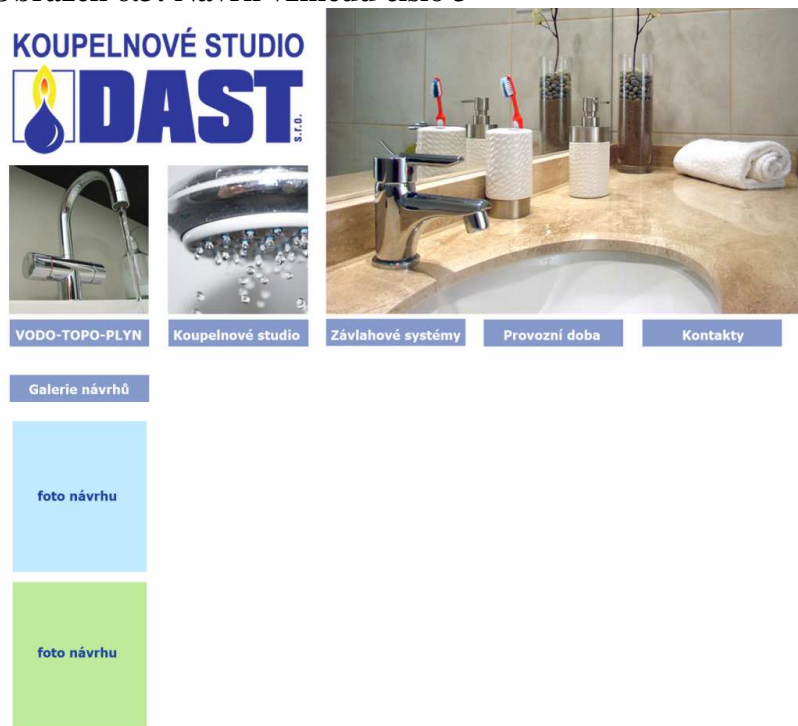 KOUPELNOVÉ STUDIO
DAST
s.r.o.
VODO-TOPO-PLYN
Koupelnové studio
Závlahové systémy
Provozní doba
Kontakty
Galerie návrhů
foto návrhu
foto návrhu